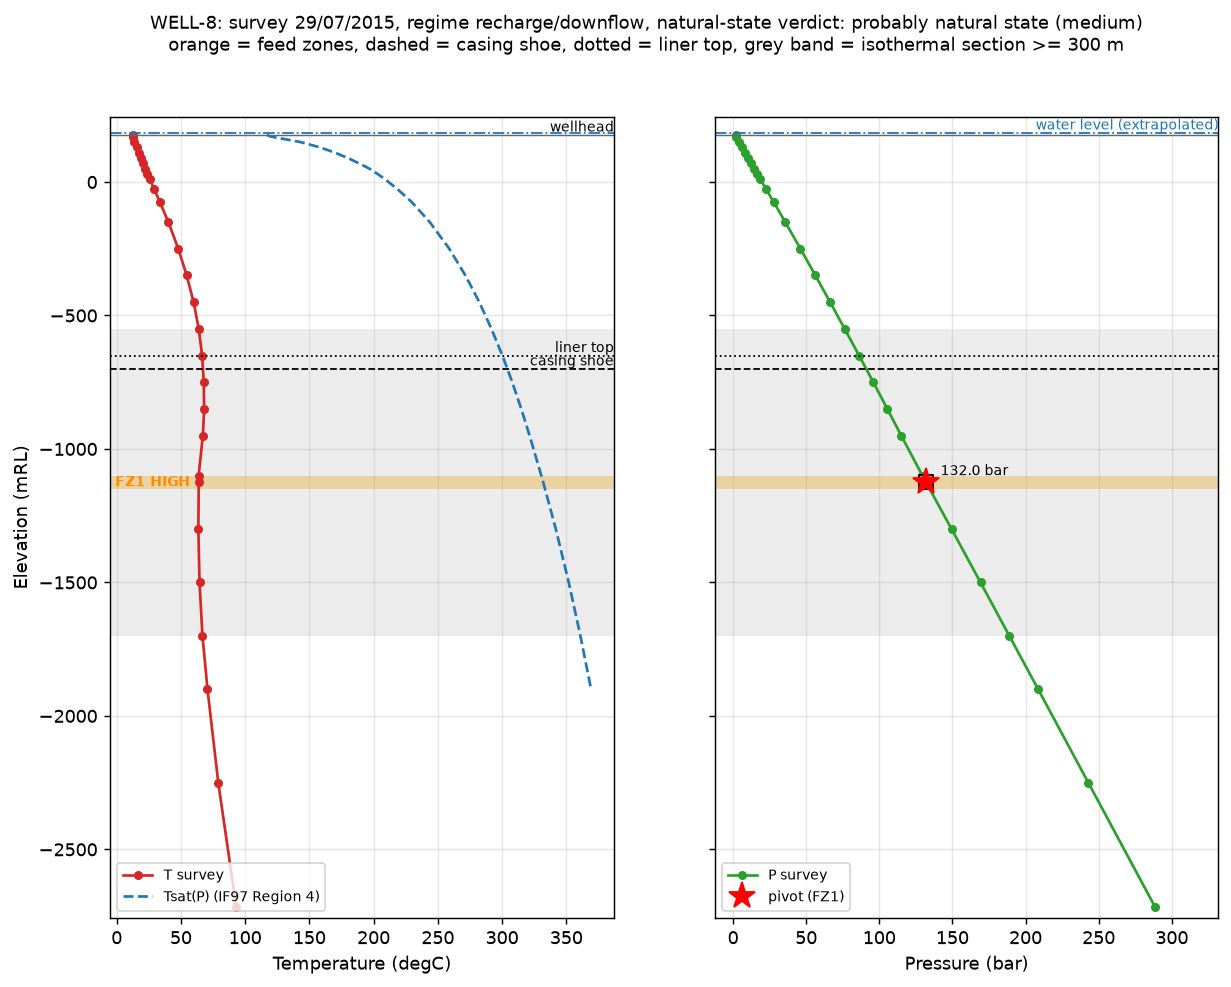 WELL-8: survey 29/07/2015, regime recharge/downflow, natural-state verdict: probably natural state (medium)
orange = feed zones, dashed = casing shoe, dotted = liner top, grey band = isothermal section >= 300 m
wellhead
liner top
casing shoe
FZ1 HIGH
0
−500
−1000
−1500
−2000
−2500
Elevation (mRL)
T survey
Tsat(P) (IF97 Region 4)
0
50
100
150
200
250
300
350
Temperature (degC)
water level (extrapolated)
132.0 bar
P survey
pivot (FZ1)
0
50
100
150
200
250
300
Pressure (bar)